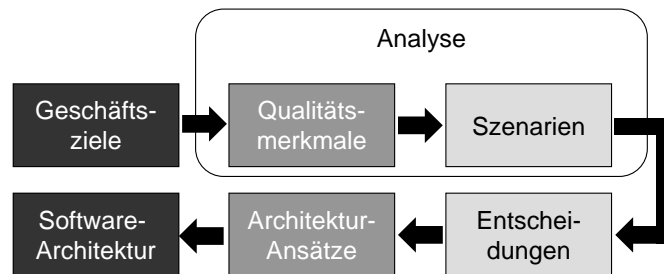 Analyse
Geschäfts-
ziele
Qualitäts-
merkmale
Szenarien
Software-
Architektur
Architektur-
Ansätze
Entschei-
dungen